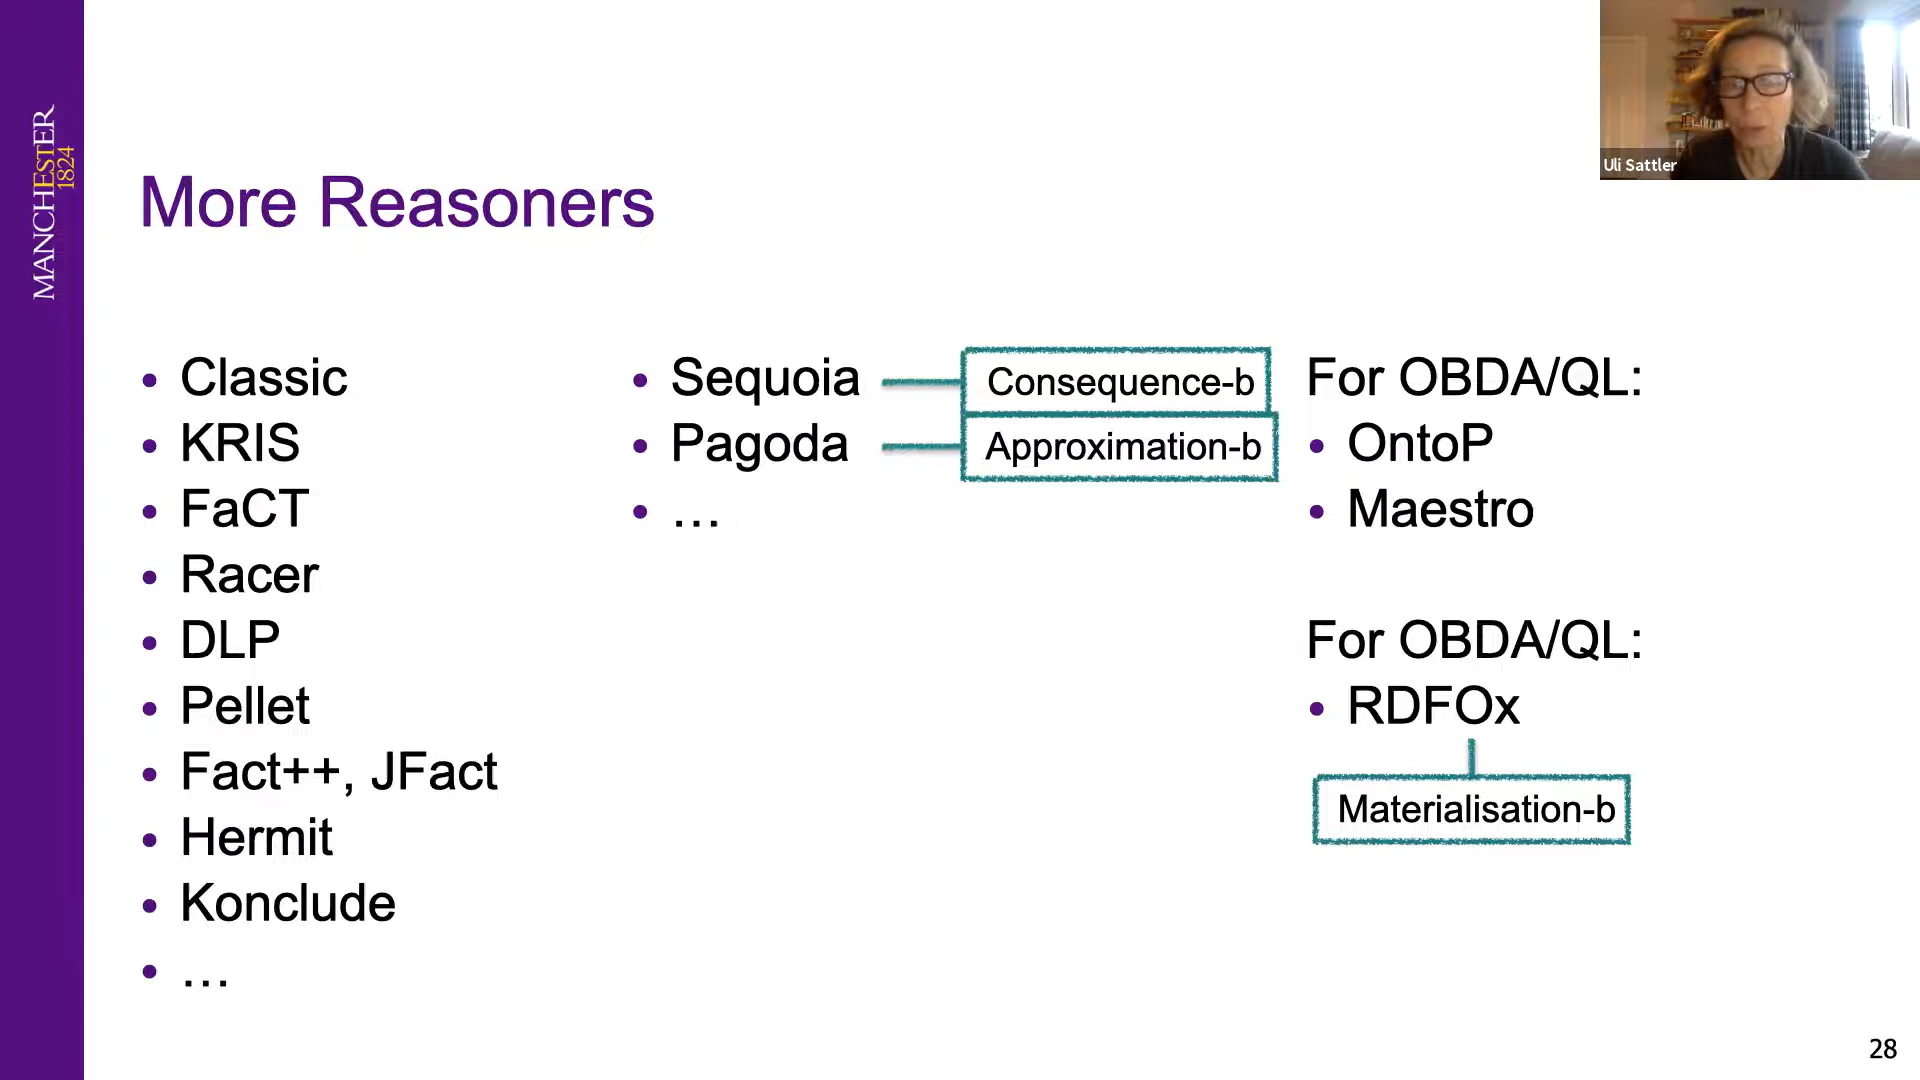 MANCHESTER
1824
Uli Sattler
More Reasoners
• Classic
• KRIS
• FaCT
• Racer
• DLP
• Pellet
• Fact++, JFact
• Hermit
• Konclude
• …
• Sequoia
• Pagoda
• …
Consequence-b
Approximation-b
For OBDA/QL:
• OntoP
• Maestro
For OBDA/QL:
• RDFOx
Materialisation-b
28